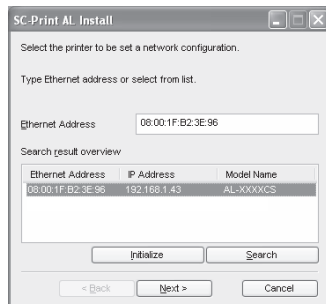 SC-Print AL Install
Select the printer to be set a network configuration.
Type Ethernet address or select from list.
Ethernet Address 08:00:1F:B2:3E:96
Search result overview
Ethernet Address IP Address Model Name
08:00:1F:B2:3E:96 192.168.1.43 AL-XXXXCS
Initialize Search
< Back Next > Cancel